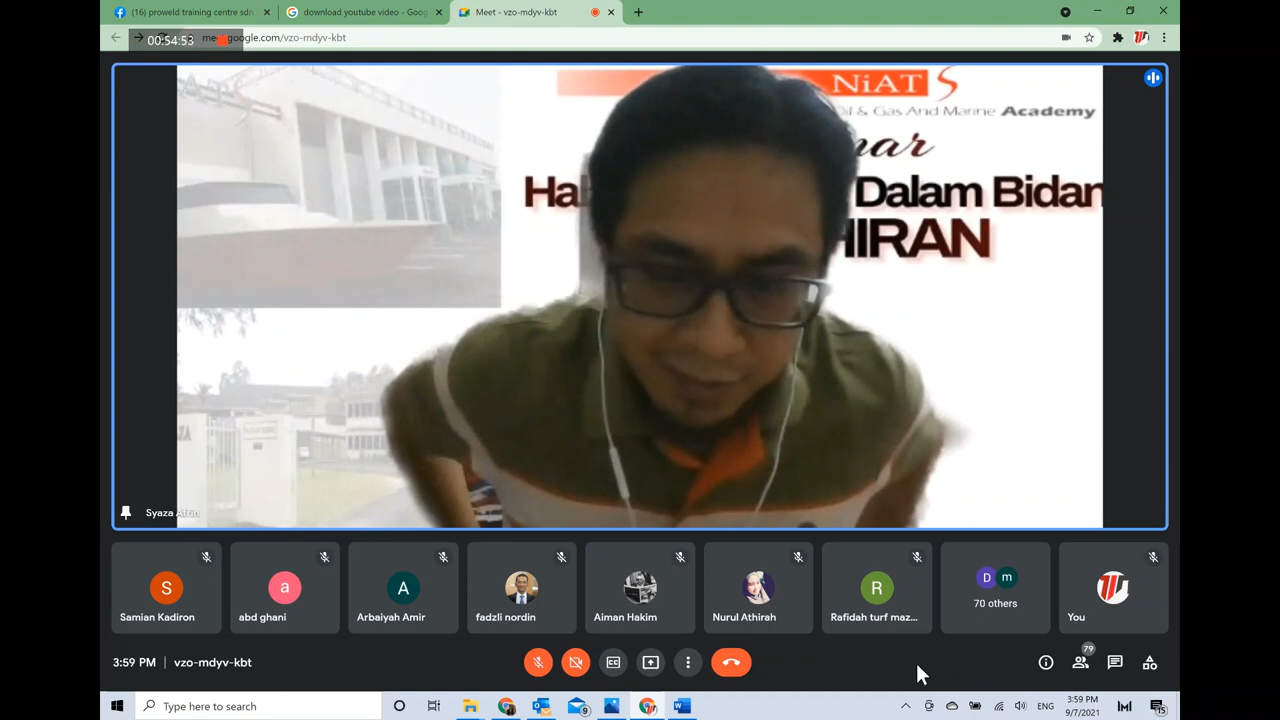 (16) proweld training centre sdn
download youtube video - Goog
Meet - vzo-mdyv-kbt
00:54:53
google.com/vzo-mdyv-kbt
NiAT S
Oil & Gas And Marine Academy
Dalam Bidan
HIRAN
Syaza Affrin
Samian Kadiron
a
abd ghani
A
Arbaiyah Amir
fadzli nordin
Aiman Hakim
Nurul Athirah
R
Rafidah turf maz...
D m
70 others
You
S
3:59 PM
vzo-mdyv-kbt
79
Type here to search
9
ENG
3:59 PM
9/7/2021
15